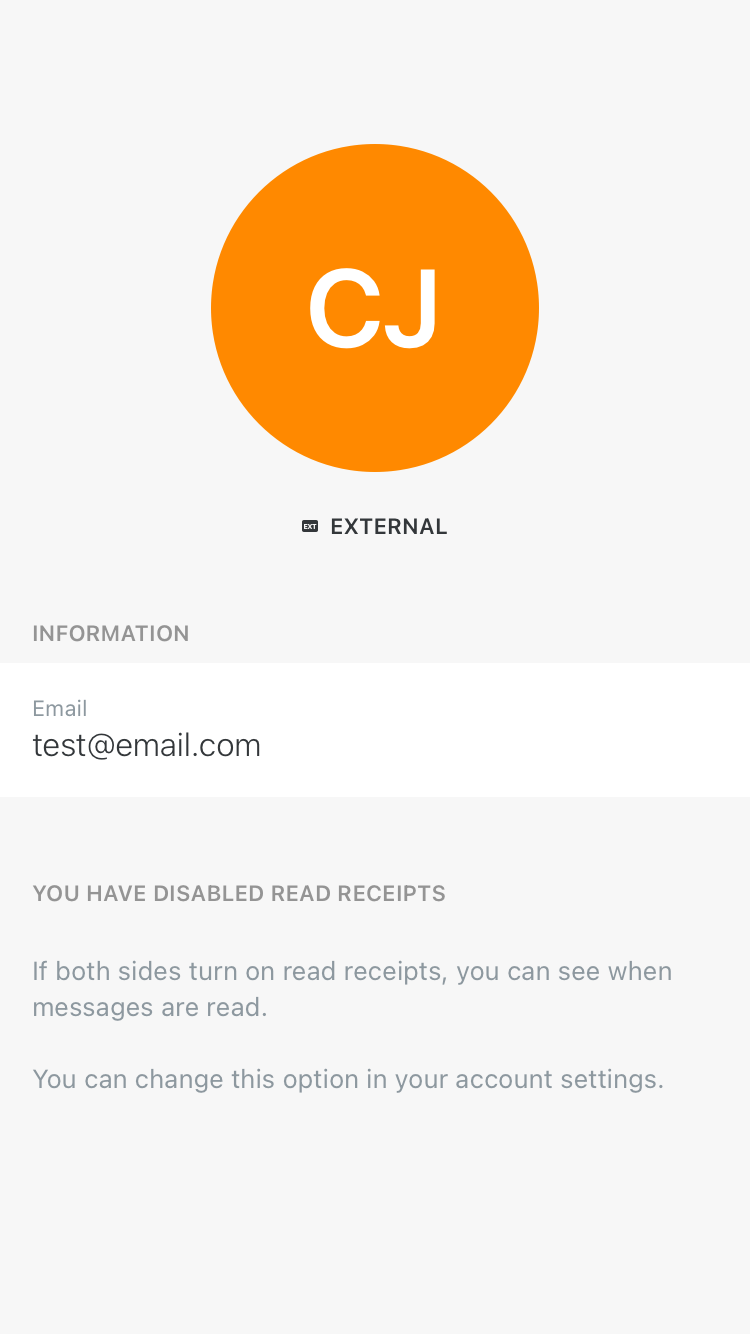 CJ
EXT EXTERNAL
INFORMATION
Email
test@email.com
YOU HAVE DISABLED READ RECEIPTS
If both sides turn on read receipts, you can see when
messages are read.
You can change this option in your account settings.